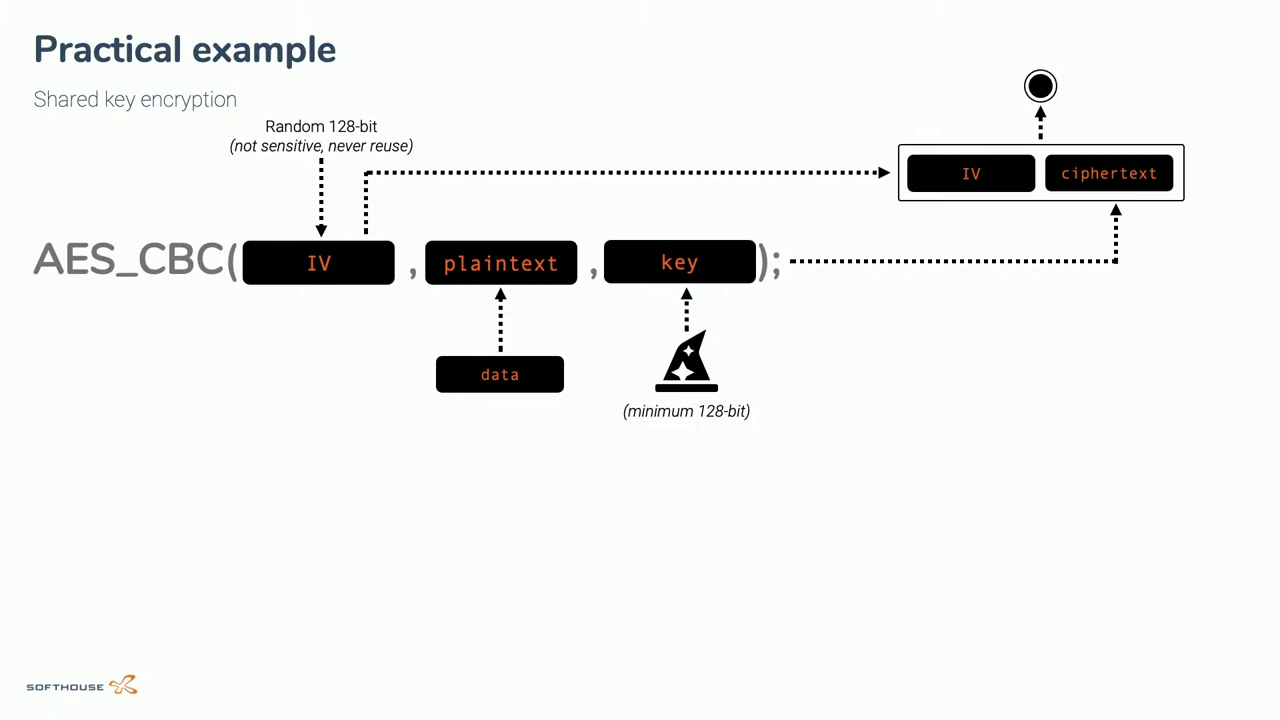 Practical example
Shared key encryption
Random 128-bit
(not sensitive, never reuse)
IV ciphertext
AES_CBC( IV , plaintext , key );
data
(minimum 128-bit)
SOFTHOUSE